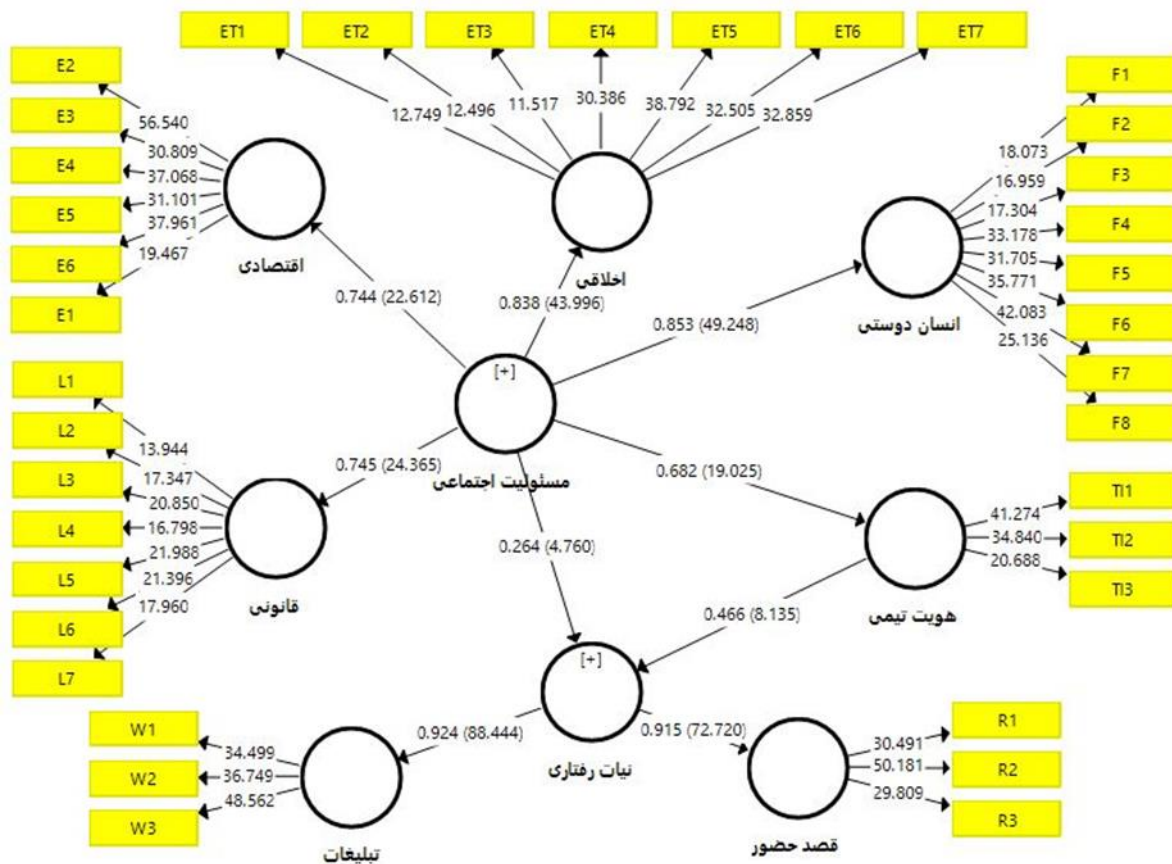 ET1 ET2 ET3 ET4 ET5 ET6 ET7
12.749 12.496 11.517 30.386 38.792 32.505 32.859
اخلاقی
E2
E3
E4
E5
E6
E1
56.540
30.809
37.068
31.101
37.961
19.467
اقتصادی
F1
F2
F3
F4
F5
F6
F7
F8
18.073
16.959
17.304
33.178
31.705
35.771
42.083
25.136
انسان دوستی
0.744 (22.612)
0.838 (43.996)
0.853 (49.248)
[+]
مسئولیت اجتماعی
0.745 (24.365)
0.682 (19.025)
0.264 (4.760)
L1
L2
L3
L4
L5
L6
L7
13.944
17.347
20.850
16.798
21.988
21.396
17.960
قانونی
TI1
TI2
TI3
41.274
34.840
20.688
هویت تیمی
0.466 (8.135)
[+]
نیات رفتاری
0.924 (88.444)
0.915 (72.720)
W1
W2
W3
34.499
36.749
48.562
تبلیغات
R1
R2
R3
30.491
50.181
29.809
قصد حضور